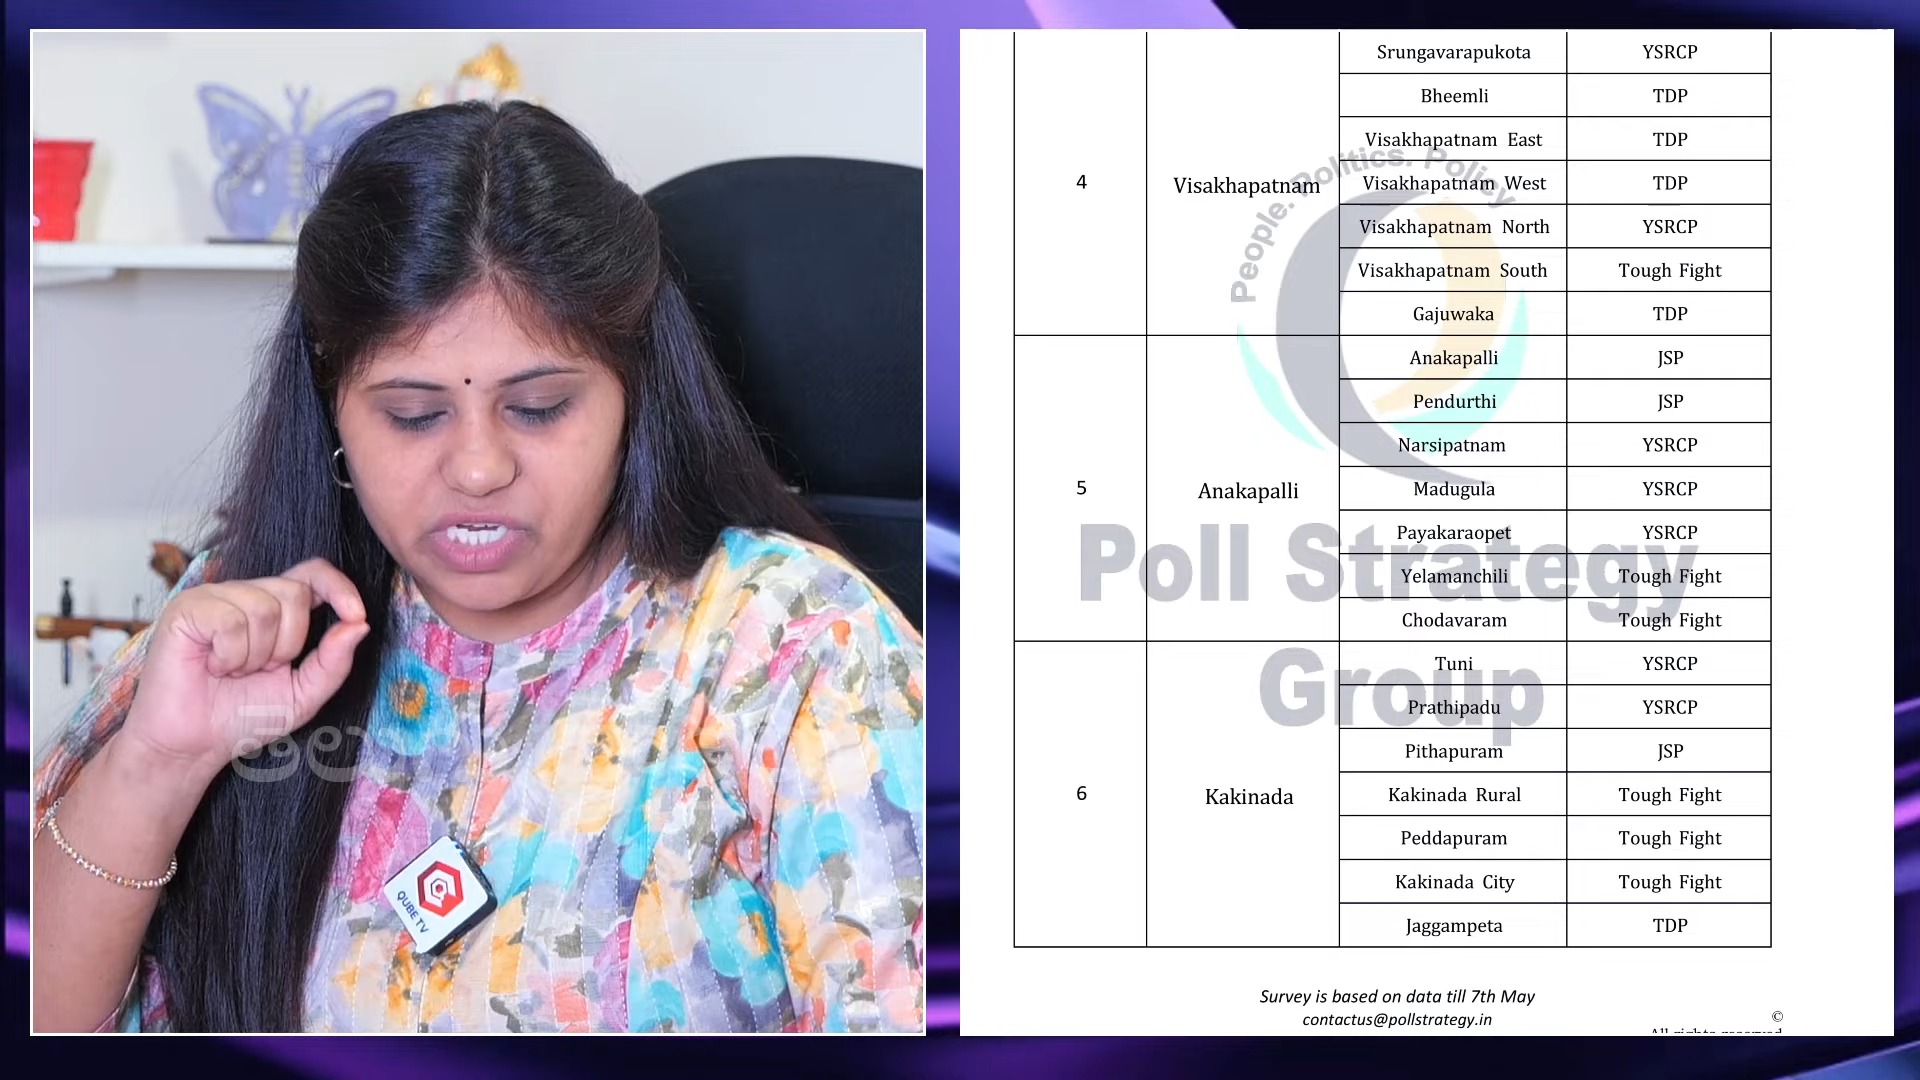 Srungavarapukota YSRCP
Bheemli TDP
Visakhapatnam East TDP
4 Visakhapatnam Visakhapatnam West TDP
Visakhapatnam North YSRCP
Visakhapatnam South Tough Fight
Gajuwaka TDP
Anakapalli JSP
Pendurthi JSP
Narsipatnam YSRCP
5 Anakapalli Madugula YSRCP
Payakaraopet YSRCP
Yelamanchili Tough Fight
Chodavaram Tough Fight
Tuni YSRCP
Prathipadu YSRCP
Pithapuram JSP
6 Kakinada Kakinada Rural Tough Fight
Peddapuram Tough Fight
Kakinada City Tough Fight
Jaggampeta TDP
People. Politics. Policy
Poll Strategy
Group
Survey is based on data till 7th May
contactus@pollstrategy.in
©
All rights reserved
QUBE TV